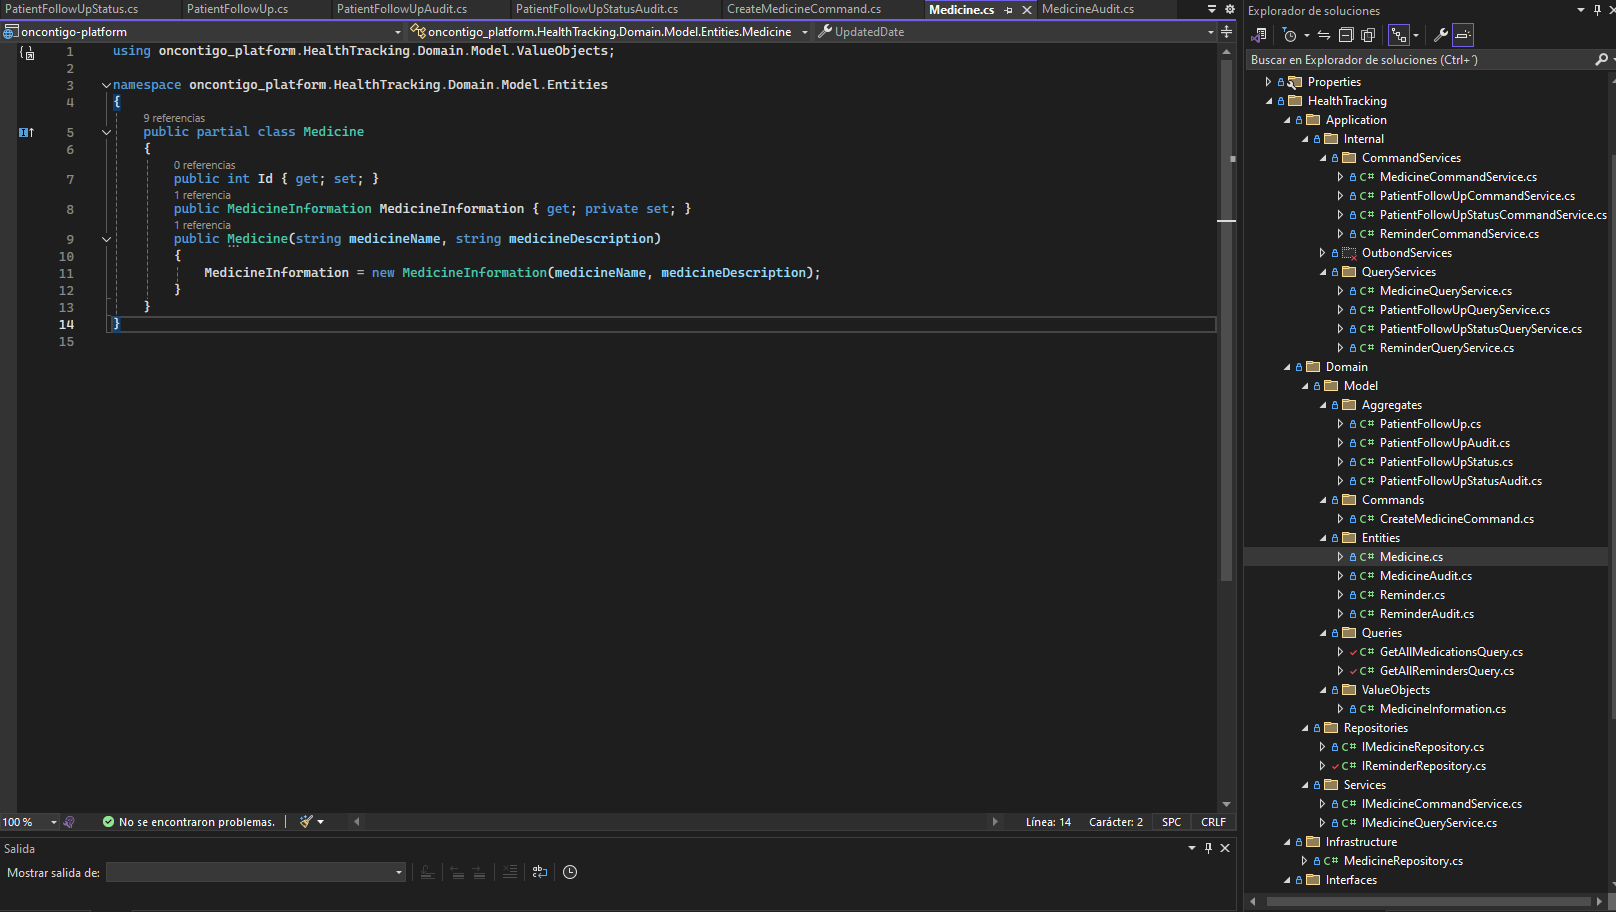 PatientFollowUpStatus.cs PatientFollowUp.cs PatientFollowUpAudit.cs PatientFollowUpStatusAudit.cs CreateMedicineCommand.cs Medicine.cs MedicineAudit.cs
oncontigo-platform oncontigo_platform.HealthTracking.Domain.Model.Entities.Medicine UpdatedDate
1 using oncontigo_platform.HealthTracking.Domain.Model.ValueObjects;
2
3 namespace oncontigo_platform.HealthTracking.Domain.Model.Entities
4 {
9 referencias
5 public partial class Medicine
6 {
0 referencias
7 public int Id { get; set; }
1 referencia
8 public MedicineInformation MedicineInformation { get; private set; }
1 referencia
9 public Medicine(string medicineName, string medicineDescription)
10 {
11 MedicineInformation = new MedicineInformation(medicineName, medicineDescription);
12 }
13 }
14 }
15
100 % No se encontraron problemas. Línea: 14 Carácter: 2 SPC CRLF
Salida
Mostrar salida de:
Explorador de soluciones
Buscar en Explorador de soluciones (Ctrl+´)
Properties
HealthTracking
Application
Internal
CommandServices
C# MedicineCommandService.cs
C# PatientFollowUpCommandService.cs
C# PatientFollowUpStatusCommandService.cs
C# ReminderCommandService.cs
OutbondServices
QueryServices
C# MedicineQueryService.cs
C# PatientFollowUpQueryService.cs
C# PatientFollowUpStatusQueryService.cs
C# ReminderQueryService.cs
Domain
Model
Aggregates
C# PatientFollowUp.cs
C# PatientFollowUpAudit.cs
C# PatientFollowUpStatus.cs
C# PatientFollowUpStatusAudit.cs
Commands
C# CreateMedicineCommand.cs
Entities
C# Medicine.cs
C# MedicineAudit.cs
C# Reminder.cs
C# ReminderAudit.cs
Queries
C# GetAllMedicationsQuery.cs
C# GetAllRemindersQuery.cs
ValueObjects
C# MedicineInformation.cs
Repositories
C# IMedicineRepository.cs
C# IReminderRepository.cs
Services
C# IMedicineCommandService.cs
C# IMedicineQueryService.cs
Infrastructure
C# MedicineRepository.cs
Interfaces